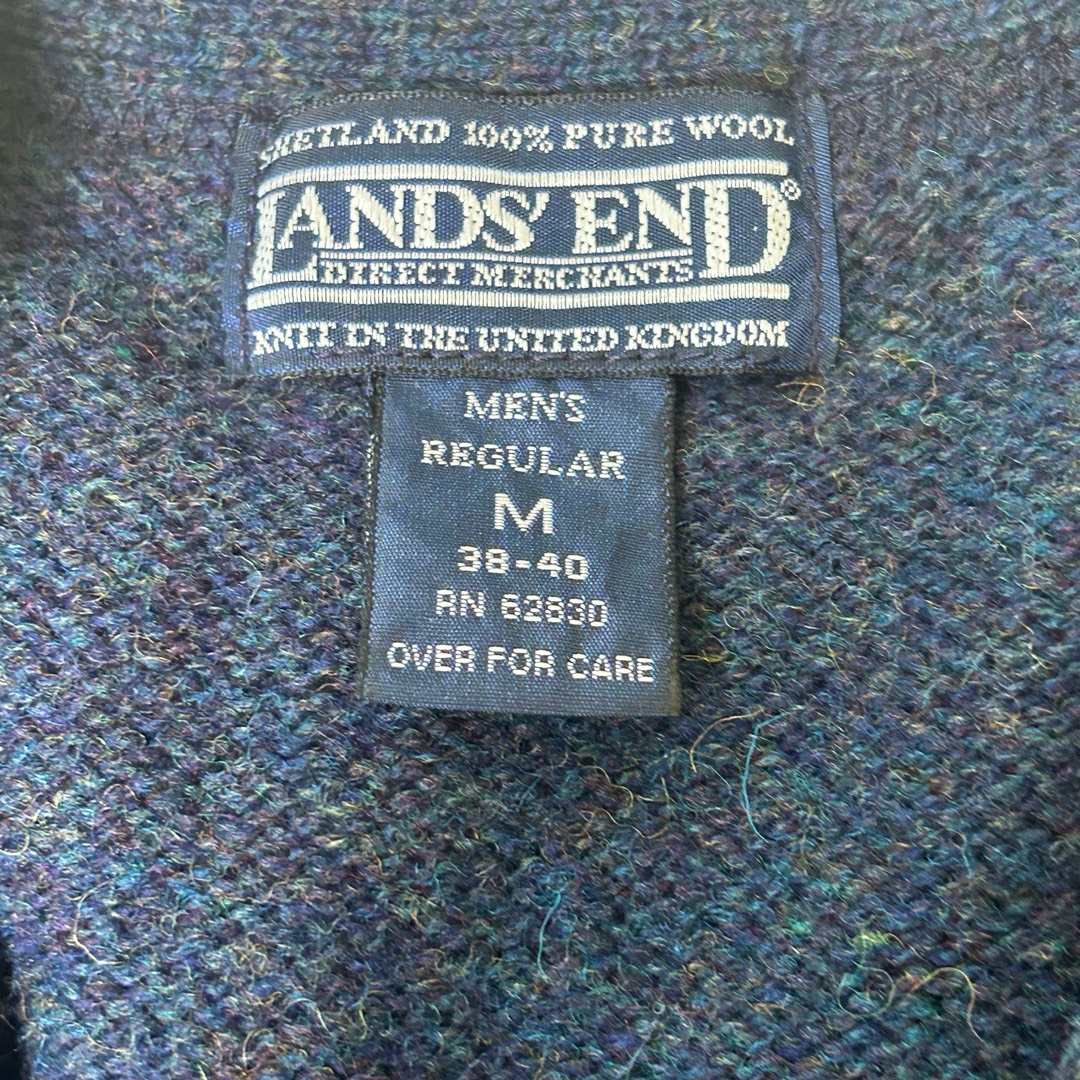 SHETLAND 100% PURE WOOL
LANDS' END®
DIRECT MERCHANTS
KNIT IN THE UNITED KINGDOM
MEN'S
REGULAR
M
38-40
RN 62830
OVER FOR CARE